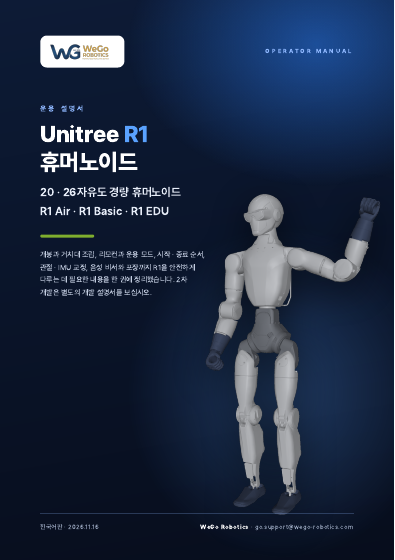 WG WeGo
ROBOTICS
OPERATOR MANUAL
운용 설명서
Unitree R1
휴머노이드
20 · 26자유도 경량 휴머노이드
R1 Air · R1 Basic · R1 EDU
개봉과 거치대 조립, 리모컨과 운용 모드, 시작 · 종료 순서,
관절 · IMU 교정, 음성 비서와 포장까지 R1을 안전하게
다루는 데 필요한 내용을 한 권에 정리했습니다. 2차
개발은 별도의 개발 설명서를 보십시오.
한국어판 · 2026.11.16
WeGo Robotics · go.support@wego-robotics.com